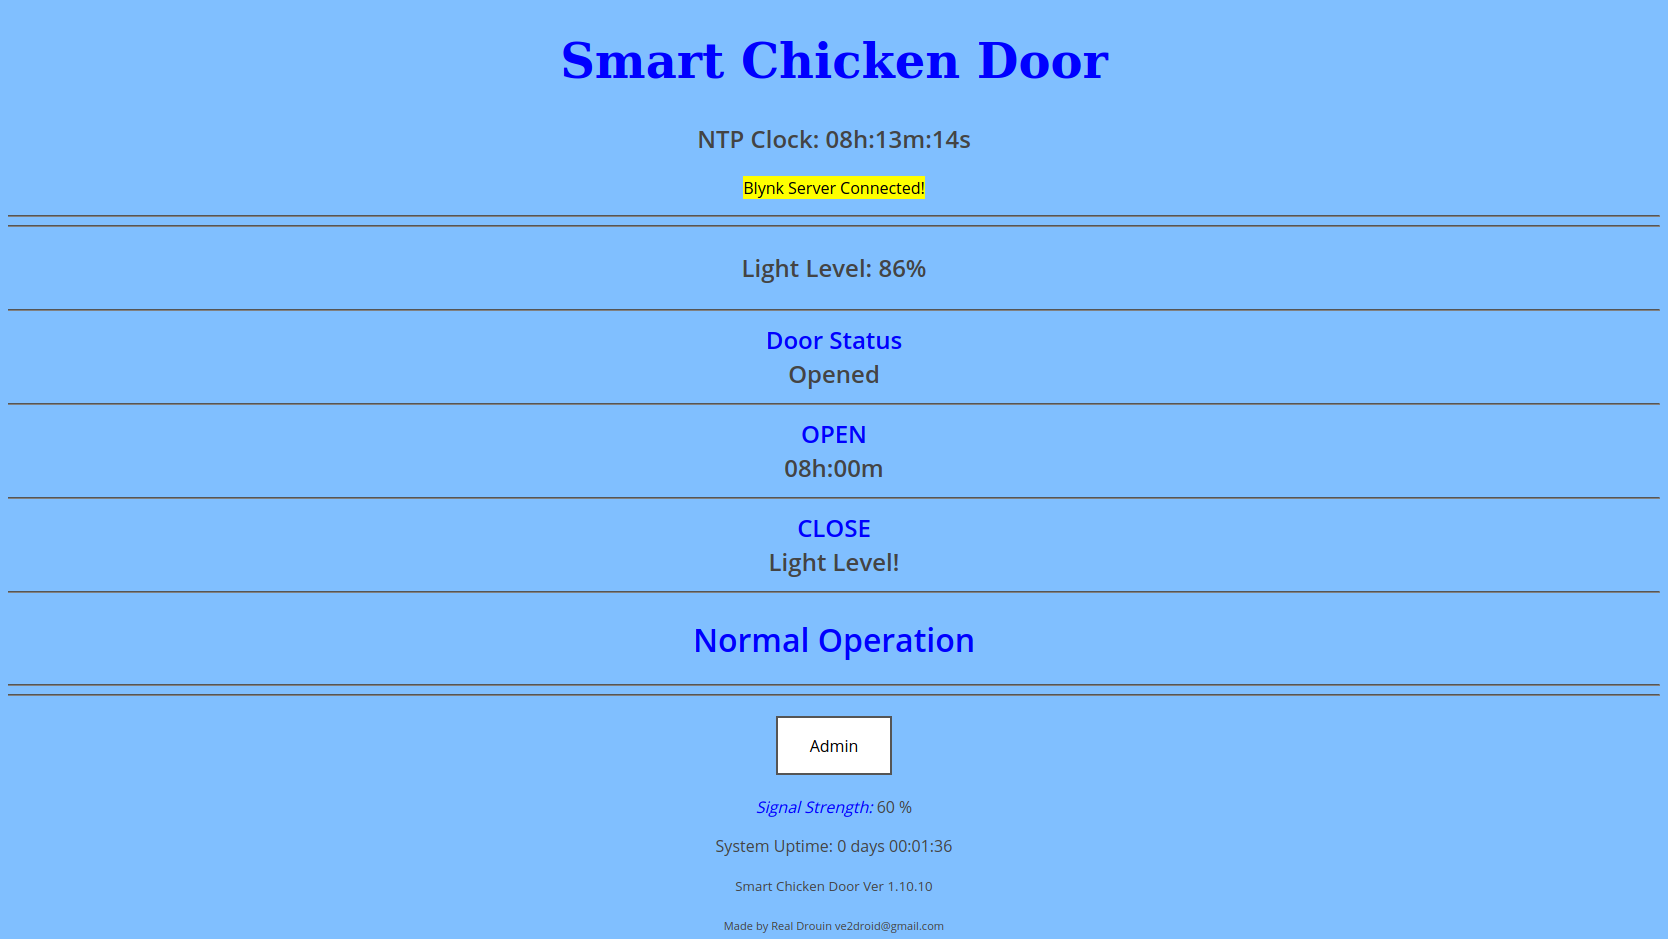 Smart Chicken Door
NTP Clock: 08h:13m:14s
Blynk Server Connected!
Light Level: 86%
Door Status
Opened
OPEN
08h:00m
CLOSE
Light Level!
Normal Operation
Admin
Signal Strength: 60 %
System Uptime: 0 days 00:01:36
Smart Chicken Door Ver 1.10.10
Made by Real Drouin ve2droid@gmail.com